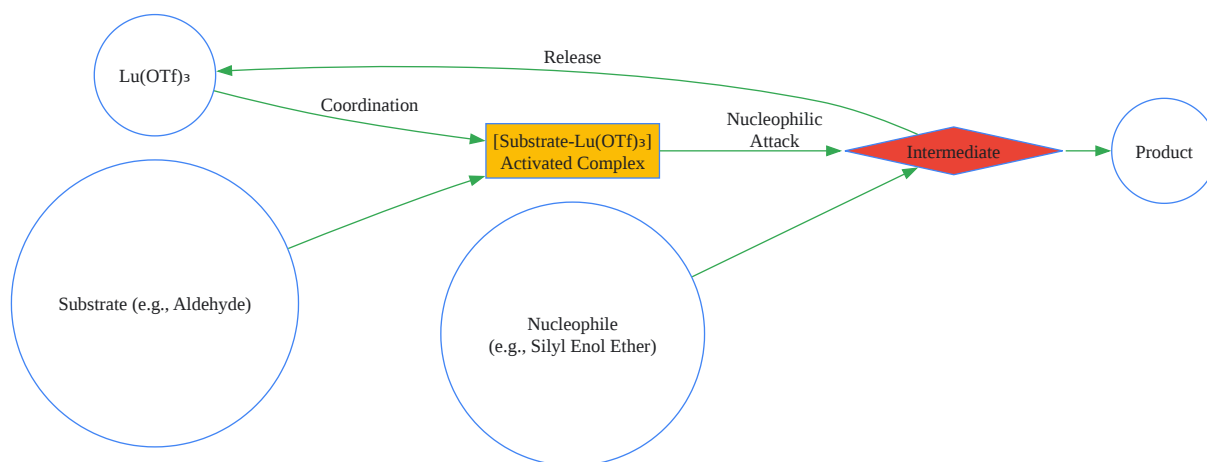 Release
Lu(OTf)₃
Coordination
Nucleophilic
Attack
[Substrate-Lu(OTf)₃]
Activated Complex
Intermediate
Product
Substrate (e.g., Aldehyde)
Nucleophile
(e.g., Silyl Enol Ether)